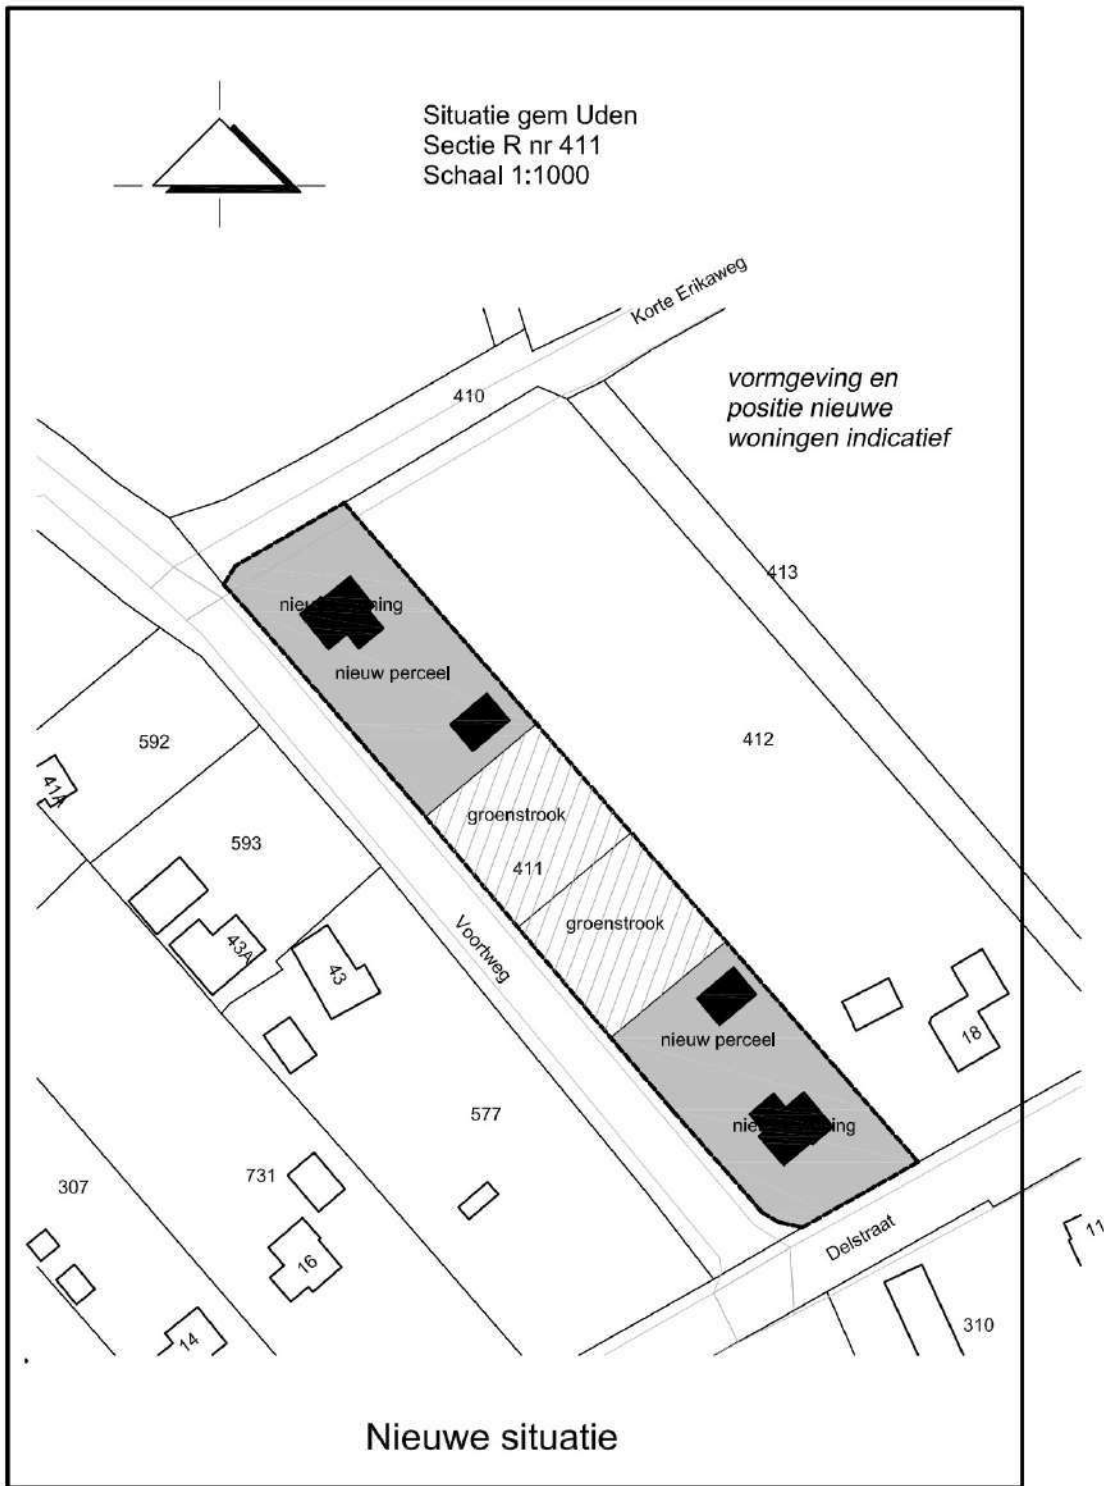 Situatie gem Uden
Sectie R nr 411
Schaal 1:1000
Korte Erikaweg
vormgeving en
positie nieuwe
woningen indicatief
410
413
nieuw perceel
592
412
41A
groenstrook
593
411
groenstrook
Voortweg
43A
43
nieuw perceel
18
577
731
307
Delstraat
11
16
310
14
Nieuwe situatie